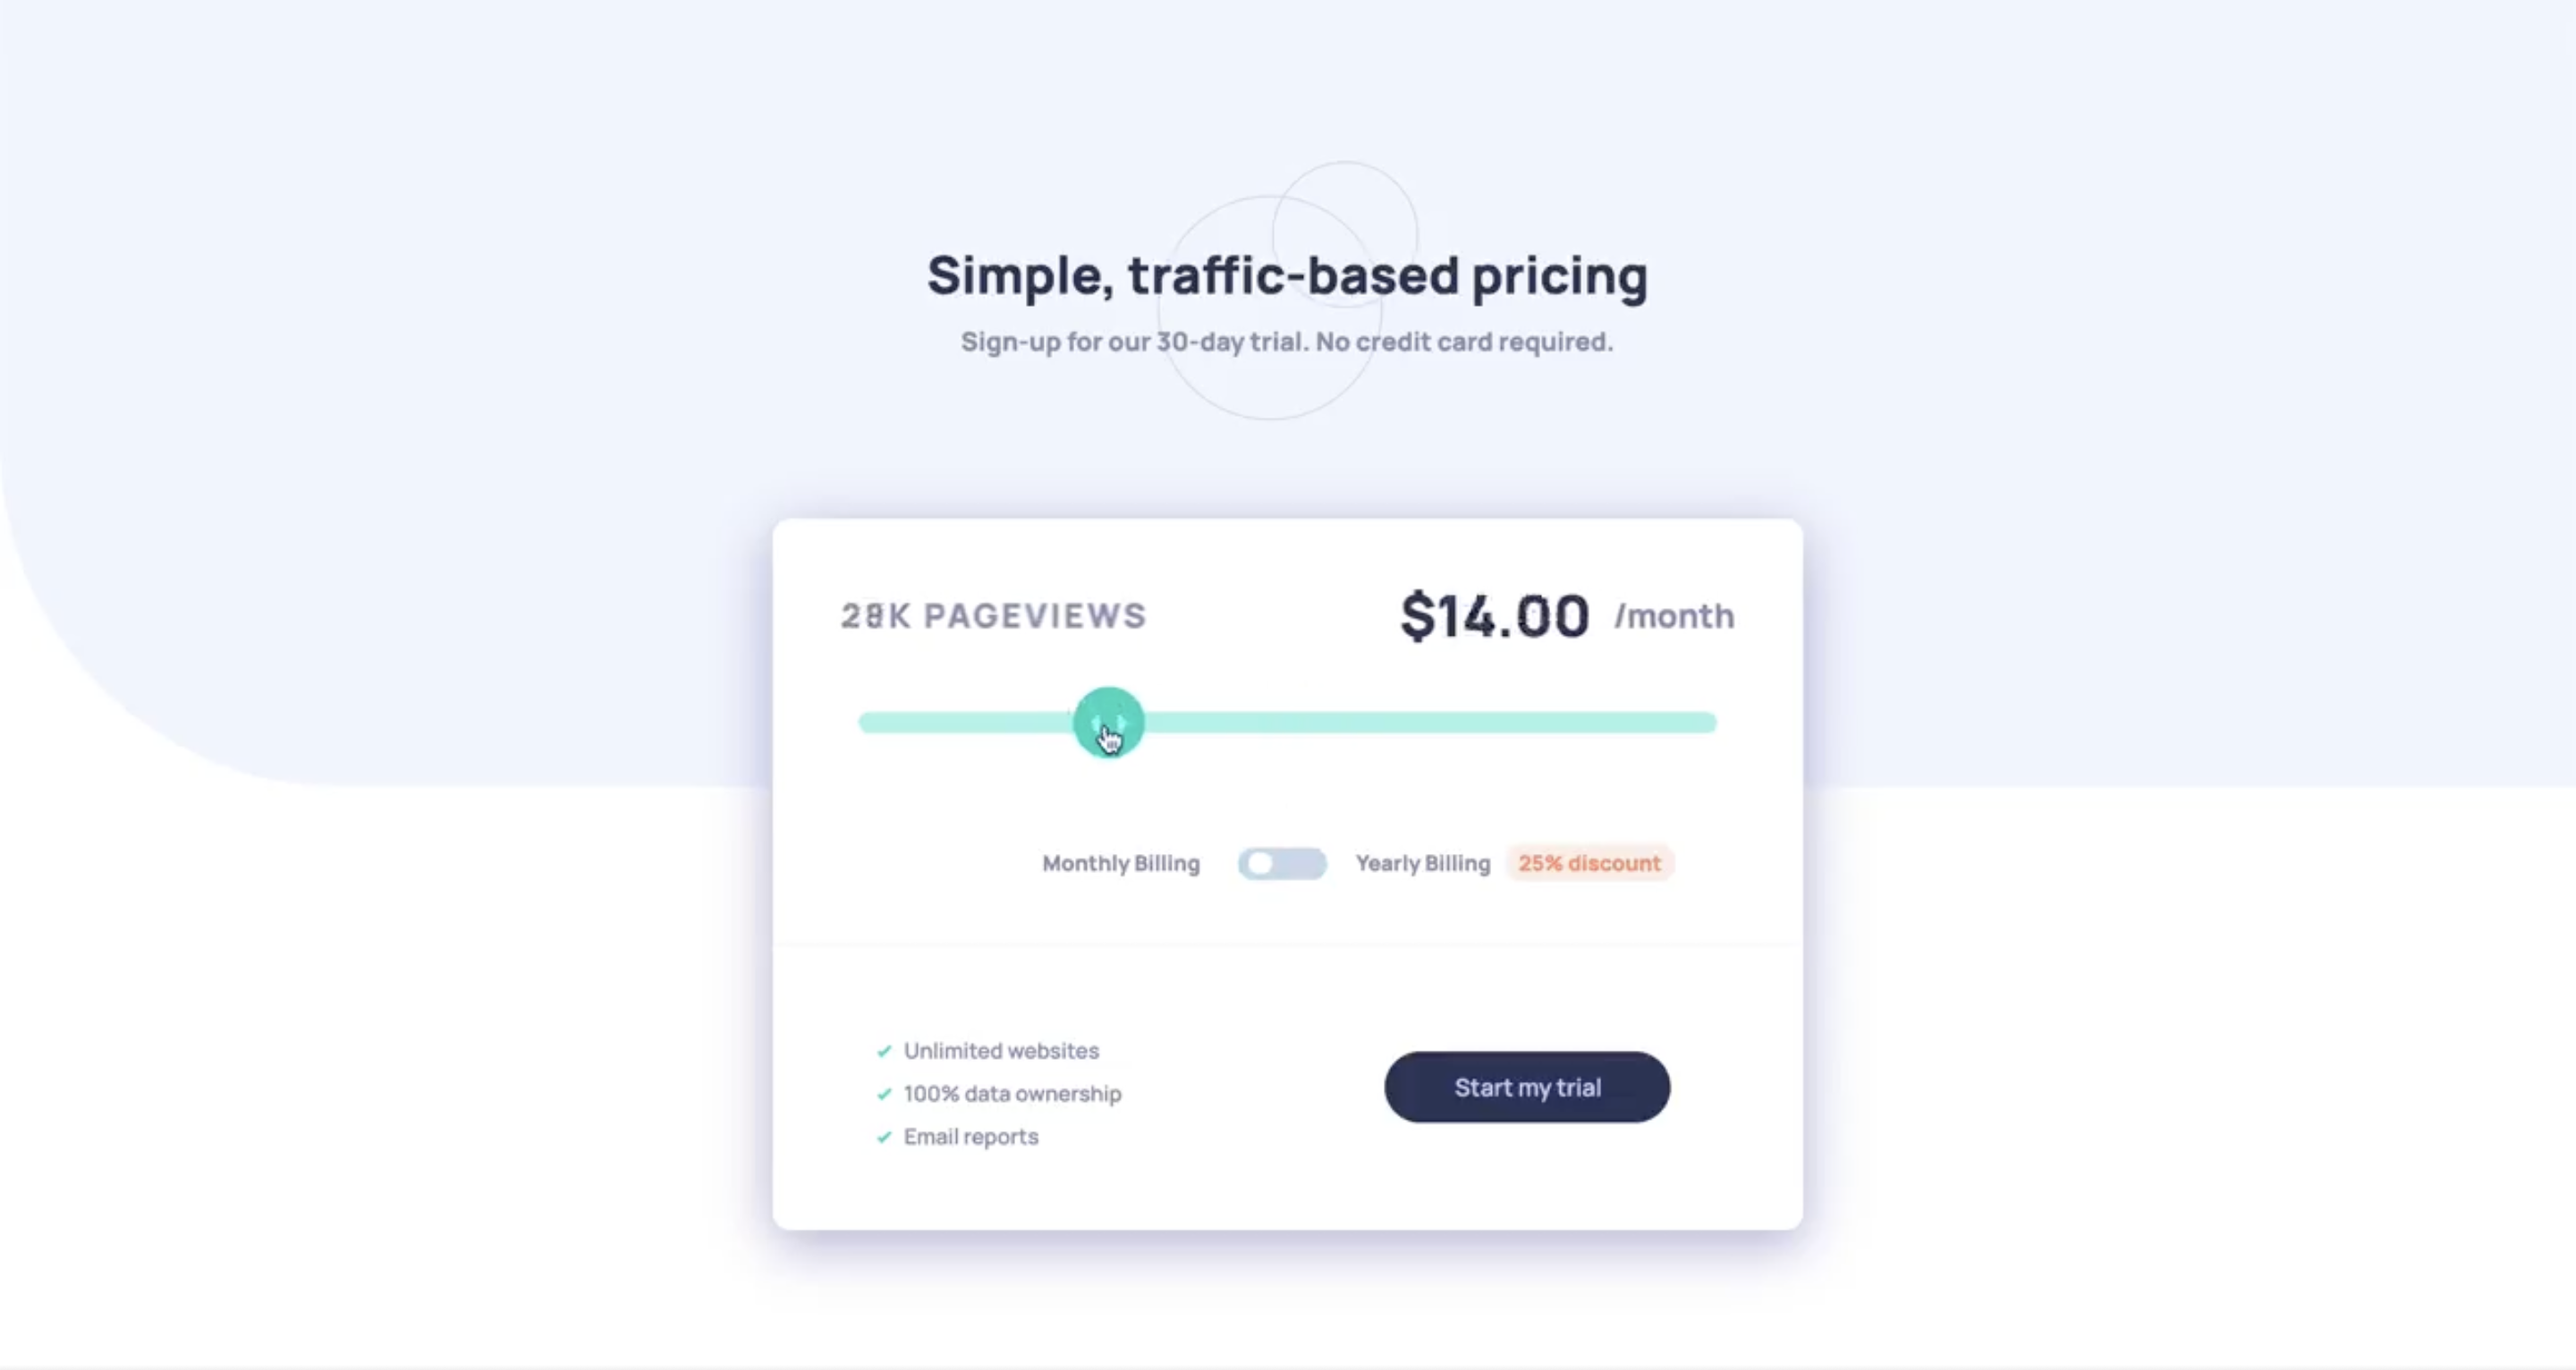 Simple, traffic-based pricing
Sign-up for our 30-day trial. No credit card required.
PAGEVIEWS
$14.00 /month
Monthly Billing
Yearly Billing
25% discount
Unlimited websites
100% data ownership
Email reports
Start my trial